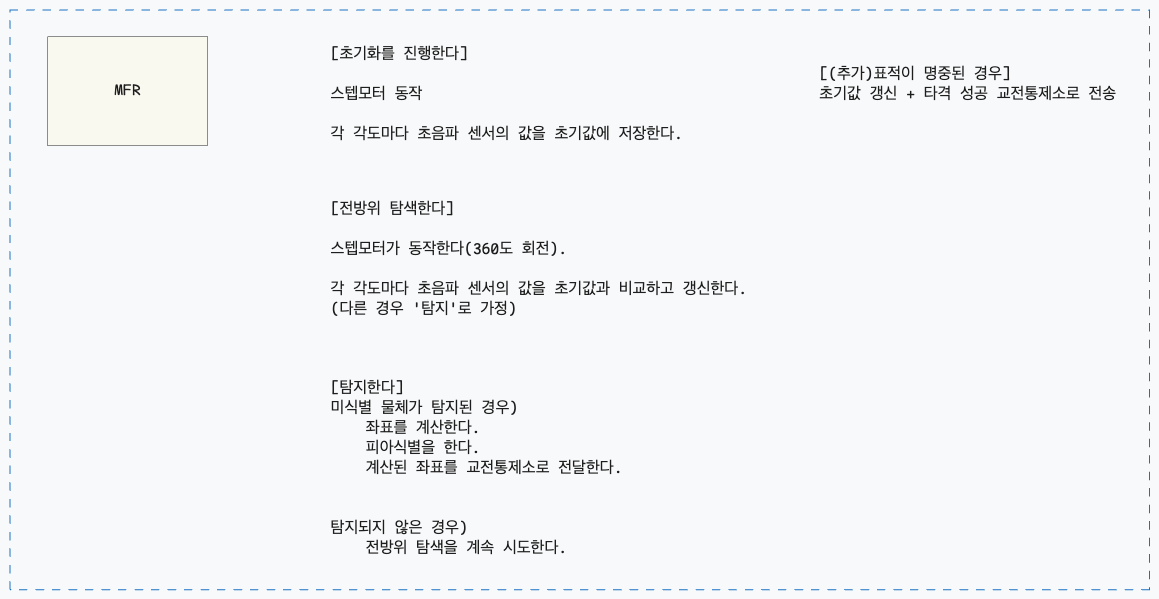 MFR
[초기화를 진행한다]
스텝모터 동작
각 각도마다 초음파 센서의 값을 초기값에 저장한다.
[전방위 탐색한다]
스텝모터가 동작한다(360도 회전).
각 각도마다 초음파 센서의 값을 초기값과 비교하고 갱신한다.
(다른 경우 '탐지'로 가정)
[탐지한다]
미식별 물체가 탐지된 경우)
좌표를 계산한다.
피아식별을 한다.
계산된 좌표를 교전통제소로 전달한다.
탐지되지 않은 경우)
전방위 탐색을 계속 시도한다.
[(추가)표적이 명중된 경우]
초기값 갱신 + 타격 성공 교전통제소로 전송